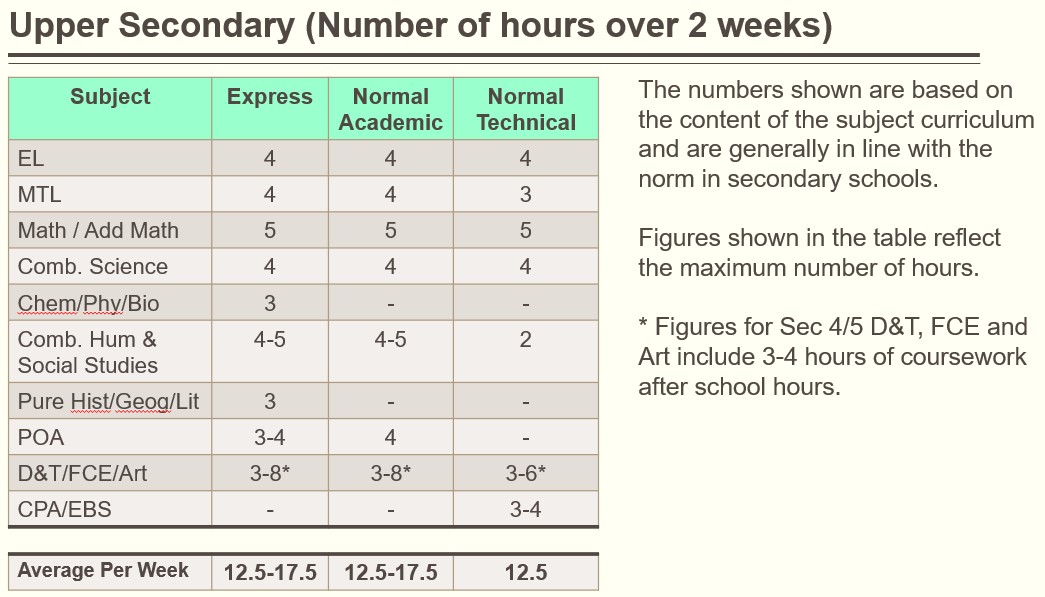 Upper Secondary (Number of hours over 2 weeks)
Subject Express Normal Academic Normal Technical
EL 4 4 4
MTL 4 4 3
Math / Add Math 5 5 5
Comb. Science 4 4 4
Chem/Phy/Bio 3 - -
Comb. Hum & Social Studies 4-5 4-5 2
Pure Hist/Geog/Lit 3 - -
POA 3-4 4 -
D&T/FCE/Art 3-8* 3-8* 3-6*
CPA/EBS - - 3-4
Average Per Week 12.5-17.5 12.5-17.5 12.5
The numbers shown are based on
the content of the subject curriculum
and are generally in line with the
norm in secondary schools.
Figures shown in the table reflect
the maximum number of hours.
* Figures for Sec 4/5 D&T, FCE and
Art include 3-4 hours of coursework
after school hours.